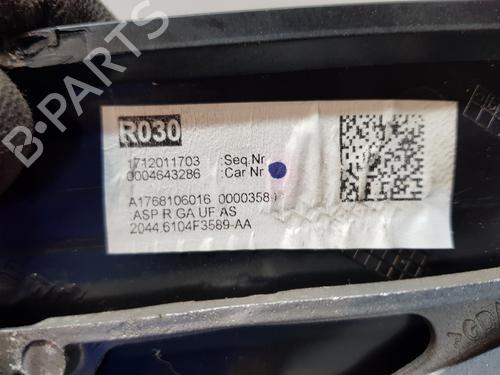 R030
1712011703 :Seq.Nr
0004643286 :Car Nr
A1768106016 0000358
ASP R GA UF AS
2044.6104F3589-AA
B-PARTS